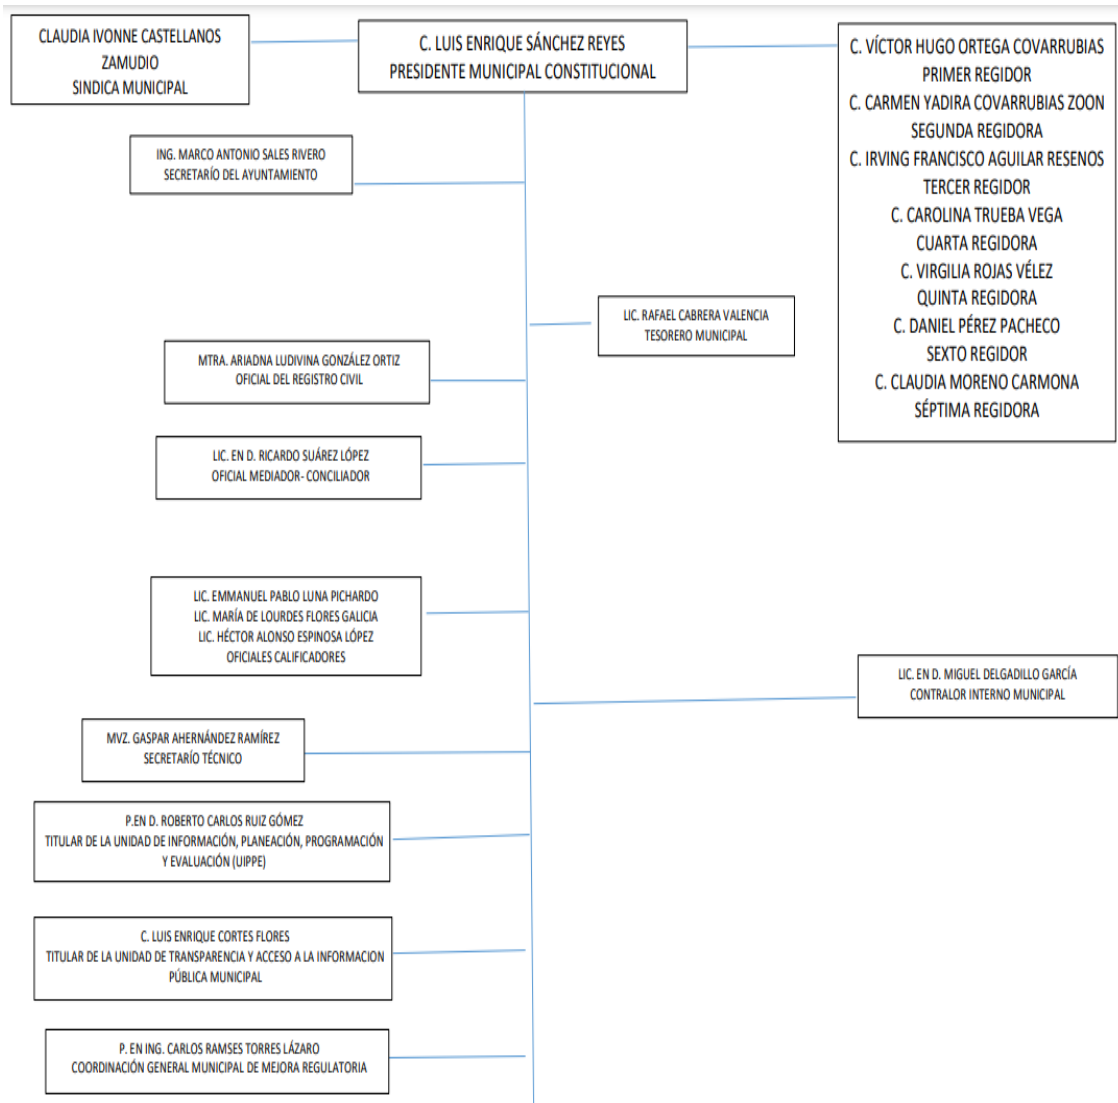 CLAUDIA IVONNE CASTELLANOS
ZAMUDIO
SINDICA MUNICIPAL
C. LUIS ENRIQUE SÁNCHEZ REYES
PRESIDENTE MUNICIPAL CONSTITUCIONAL
C. VÍCTOR HUGO ORTEGA COVARRUBIAS
PRIMER REGIDOR
C. CARMEN YADIRA COVARRUBIAS ZOON
SEGUNDA REGIDORA
C. IRVING FRANCISCO AGUILAR RESENOS
TERCER REGIDOR
C. CAROLINA TRUEBA VEGA
CUARTA REGIDORA
C. VIRGILIA ROJAS VÉLEZ
QUINTA REGIDORA
C. DANIEL PÉREZ PACHECO
SEXTO REGIDOR
C. CLAUDIA MORENO CARMONA
SÉPTIMA REGIDORA
ING. MARCO ANTONIO SALES RIVERO
SECRETARÍO DEL AYUNTAMIENTO
LIC. RAFAEL CABRERA VALENCIA
TESORERO MUNICIPAL
MTRA. ARIADNA LUDIVINA GONZÁLEZ ORTIZ
OFICIAL DEL REGISTRO CIVIL
LIC. EN D. RICARDO SUÁREZ LÓPEZ
OFICIAL MEDIADOR- CONCILIADOR
LIC. EMMANUEL PABLO LUNA PICHARDO
LIC. MARÍA DE LOURDES FLORES GALICIA
LIC. HÉCTOR ALONSO ESPINOSA LÓPEZ
OFICIALES CALIFICADORES
LIC. EN D. MIGUEL DELGADILLO GARCÍA
CONTRALOR INTERNO MUNICIPAL
MVZ. GASPAR AHERNÁNDEZ RAMÍREZ
SECRETARÍO TÉCNICO
P.EN D. ROBERTO CARLOS RUIZ GÓMEZ
TITULAR DE LA UNIDAD DE INFORMACIÓN, PLANEACIÓN, PROGRAMACIÓN
Y EVALUACIÓN (UIPPE)
C. LUIS ENRIQUE CORTES FLORES
TITULAR DE LA UNIDAD DE TRANSPARENCIA Y ACCESO A LA INFORMACION
PÚBLICA MUNICIPAL
P. EN ING. CARLOS RAMSES TORRES LÁZARO
COORDINACIÓN GENERAL MUNICIPAL DE MEJORA REGULATORIA